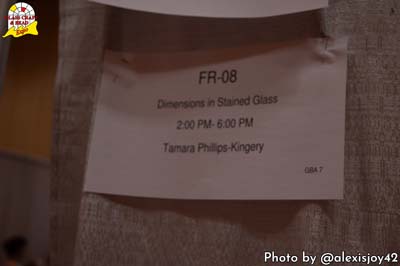 FR-08
Dimensions in Stained Glass
2:00 PM- 6:00 PM
Tamara Phillips-Kingery
GBA 7
Photo by @alexisjoy42